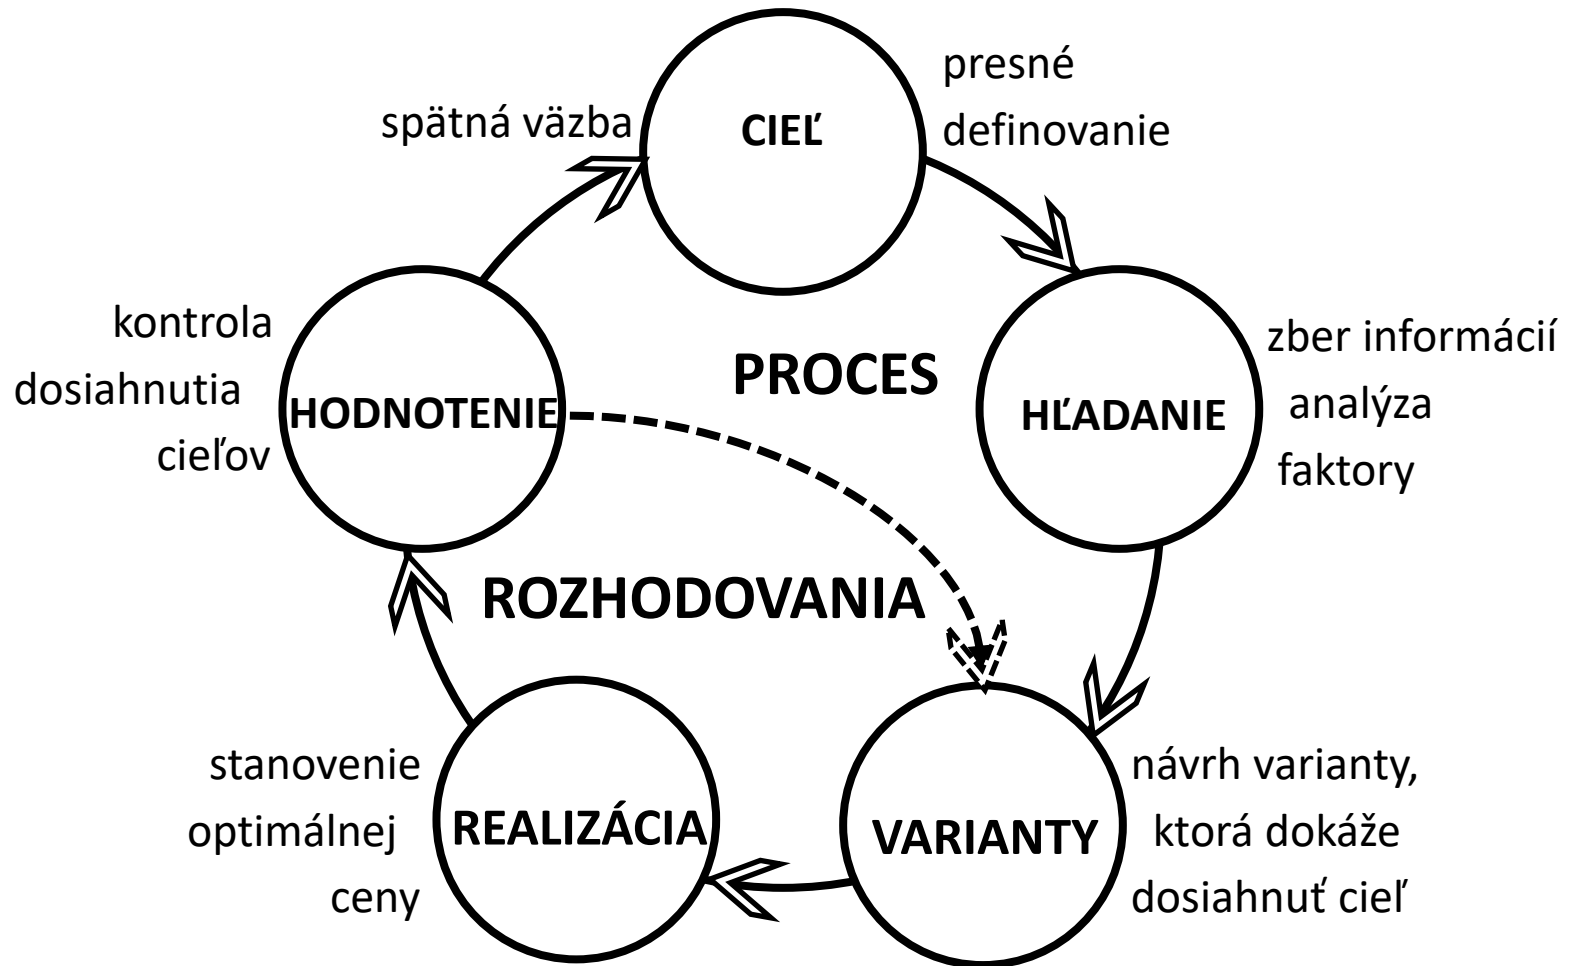 CIEĽ
presné
definovanie
spätná väzba
HĽADANIE
zber informácií
analýza
faktory
PROCES
ROZHODOVANIA
VARIANTY
návrh varianty,
ktorá dokáže
dosiahnuť cieľ
REALIZÁCIA
stanovenie
optimálnej
ceny
HODNOTENIE
kontrola
dosiahnutia
cieľov